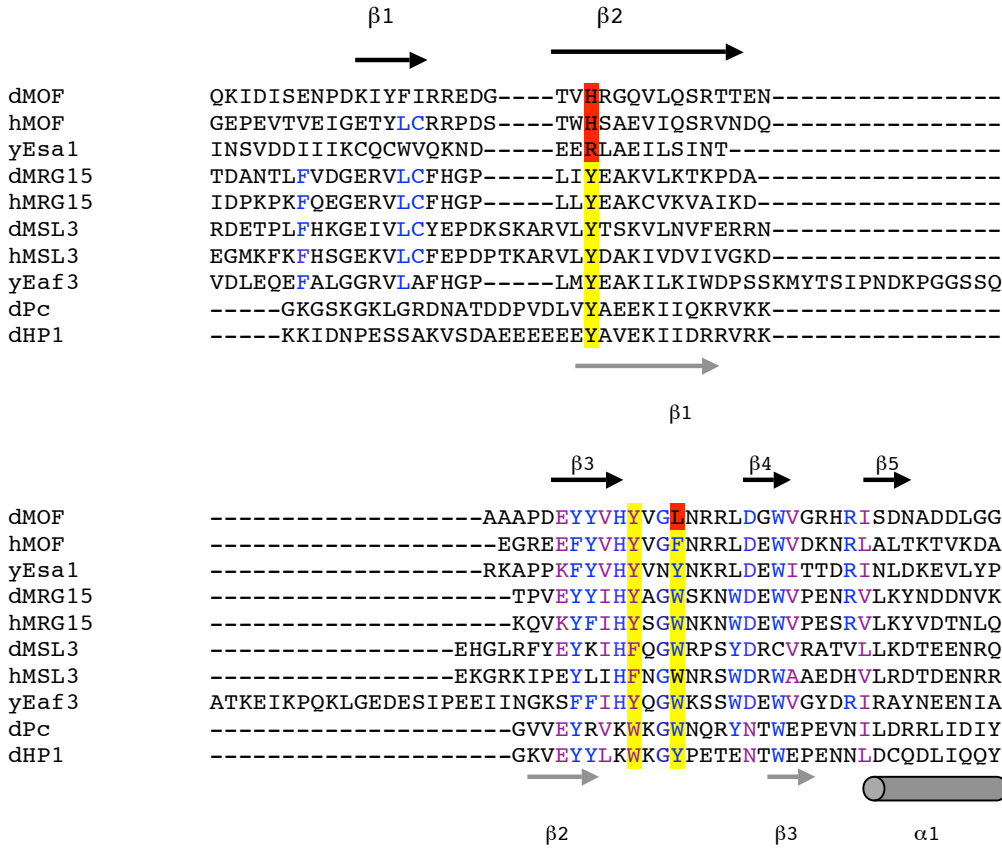 β1 β2
dMOF QKIDISENPDKIYFIRREDG----TVHRGQVLQSRTTEN----------------
hMOF GEPEVTVEIGETYLCRRPDS----TWHSAEVIQSRVNDQ----------------
yEsa1 INSVDDIIIKCQCWVQKND-----EERLAEILSINT-------------------
dMRG15 TDANTLFVDGERVLCFHGP-----LIYEAKVLKTKPDA-----------------
hMRG15 IDPKPKFQEGERVLCFHGP-----LLYEAKCVKVAIKD-----------------
dMSL3 RDETPLFHKGEIVLCYEPDKSKARVLYTSKVLNVFERRN----------------
hMSL3 EGMKFKFHSGEKVLCFEPDPTKARVLYDAKIVDVIVGKD----------------
yEaf3 VDLEQEFALGGRVLAFHGP-----LMYEAKILKIWDPSSKMYTSIPNDKPGGSSQ
dPc -----GKGSKGKLGRDNATDDPVDLVYAEEKIIQKRVKK----------------
dHP1 -----KKIDNPESSAKVSDAEEEEEEYAVEKIIDRRVRK----------------
β1
β3 β4 β5
dMOF -------------------AAAPDEYYVHYVGLNRRLDGWVGRHRISDNADDLGG
hMOF --------------------EGREEFYVHYVGFNRRLDEWVDKNRLALTKTVKDA
yEsa1 -------------------RKAPPKFYVHYVNYNKRLDEWITTDRINLDKEVLYP
dMRG15 ---------------------TPVEYYIHYAGWSKNWDEWVPENRVLKYNDDNVK
hMRG15 ---------------------KQVKYFIHYSGWNKNWDEWVPESRVLKYVDTNLQ
dMSL3 -----------------EHGLRFYEYKIHFQGWRPSYDRCVRATVLLKDTEENRQ
hMSL3 -----------------EKGRKIPEYLIHFNGWNRSWDRWAAEDHVLRDTDENRR
yEaf3 ATKEIKPQKLGEDESIPEEIINGKSFFIHYQGWKSSWDEWVGYDRIRAYNEENIA
dPc ---------------------GVVEYRVKWKGWNQRYNTWEPEVNILDRRLIDIY
dHP1 ---------------------GKVEYYLKWKGYPETENTWEPENNLDCQDLIQQY
β2 β3 α1